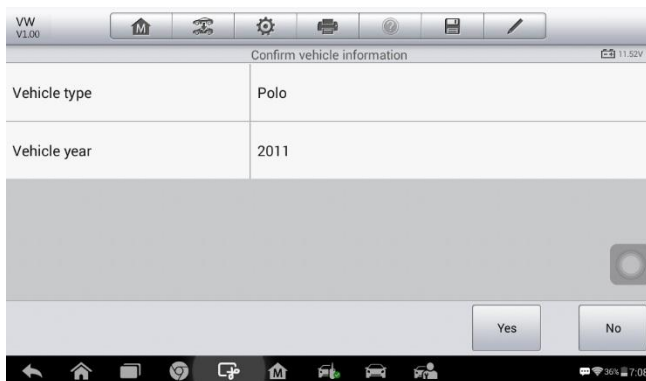 VW
V1.00
Confirm vehicle information
11.52V
Vehicle type
Polo
Vehicle year
2011
Yes
No
36%
7:08